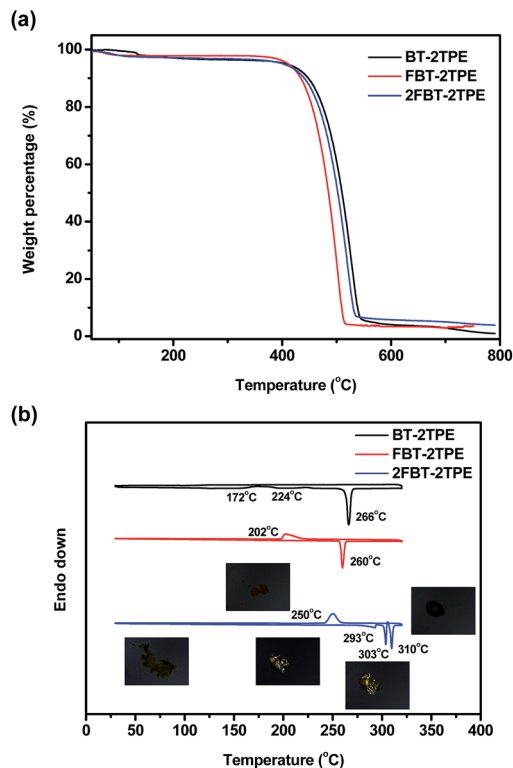 (a)
100
80
60
40
20
10
0
Weight percentage (%)
BT-2TPE
FBT-2TPE
2FBT-2TPE
200 400 600 800
Temperature (°C)
(b)
BT-2TPE
FBT-2TPE
2FBT-2TPE
172°C 224°C
266°C
202°C
260°C
250°C
293°C
303°C 310°C
Endo down
0 50 100 150 200 250 300 350 400
Temperature (°C)